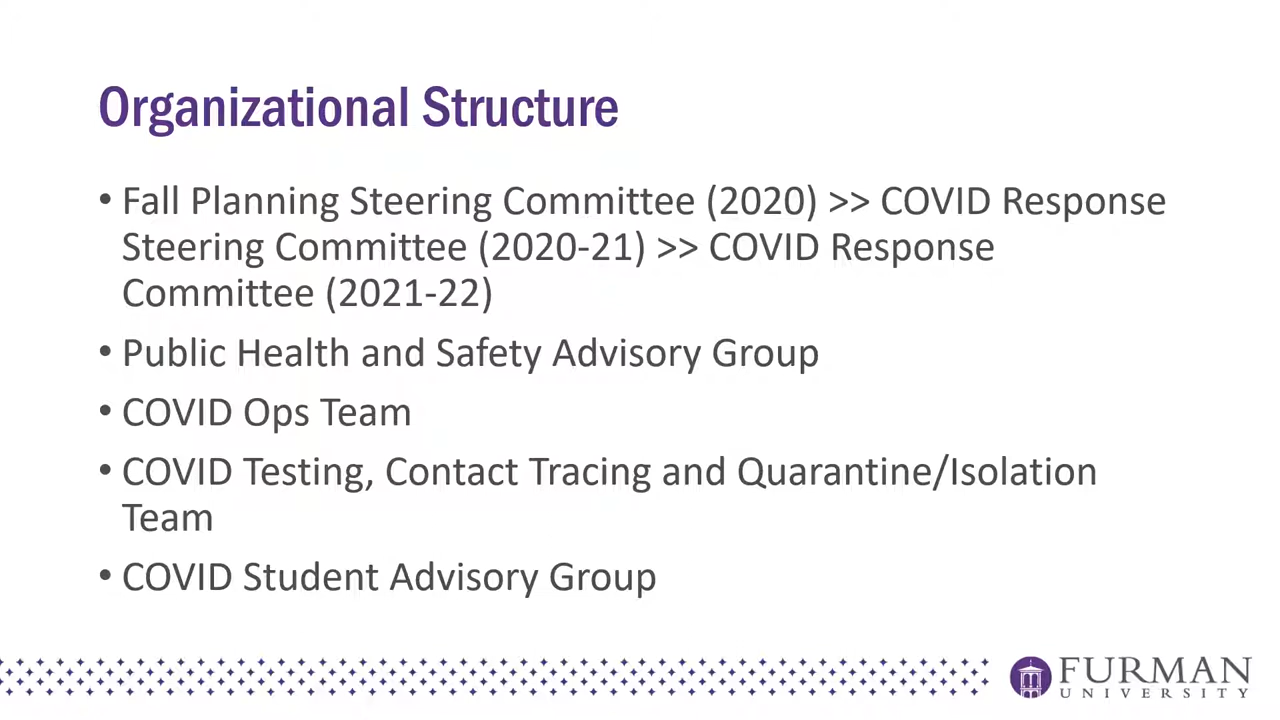 Organizational Structure
• Fall Planning Steering Committee (2020) >> COVID Response
Steering Committee (2020-21) >> COVID Response
Committee (2021-22)
• Public Health and Safety Advisory Group
• COVID Ops Team
• COVID Testing, Contact Tracing and Quarantine/Isolation
Team
• COVID Student Advisory Group
FURMAN
UNIVERSITY